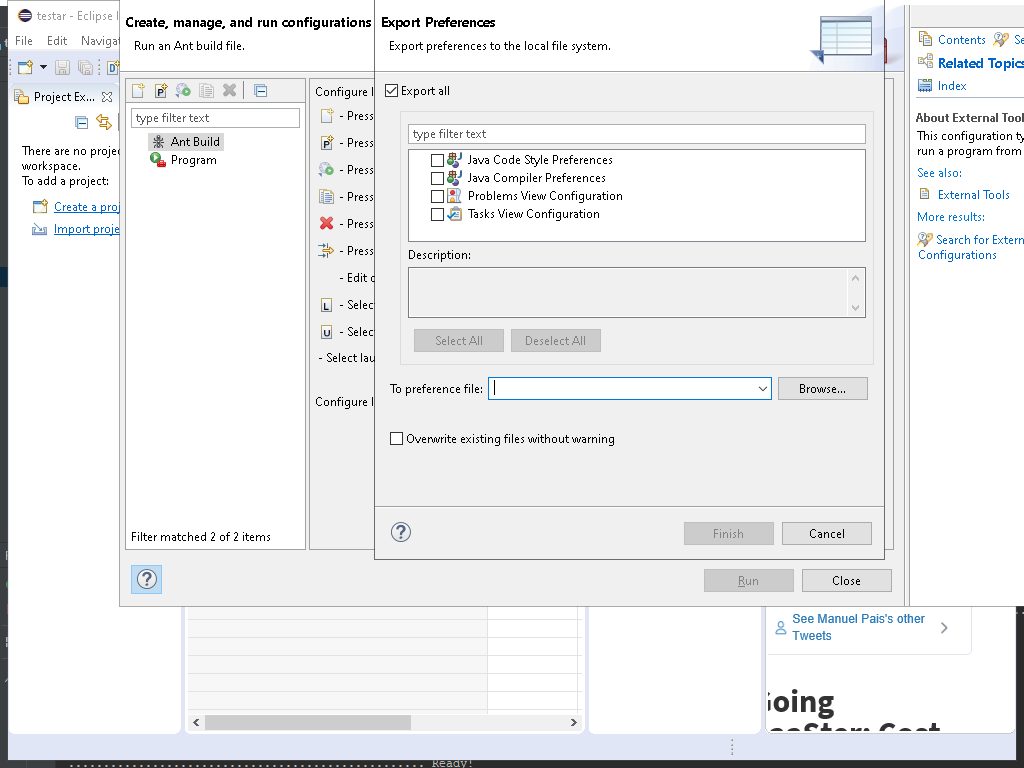 testar - Eclipse I
File Edit Navigat
Project Ex...
There are no proje
workspace.
To add a project:
Create a proj
Import proje
Create, manage, and run configurations
Run an Ant build file.
type filter text
Ant Build
Program
Filter matched 2 of 2 items
Configure l
- Press
- Press
- Press
- Press
- Press
- Press
- Edit c
- Selec
- Selec
- Select lau
Configure l
Run
Close
Export Preferences
Export preferences to the local file system.
Export all
type filter text
Java Code Style Preferences
Java Compiler Preferences
Problems View Configuration
Tasks View Configuration
Description:
Select All
Deselect All
To preference file:
Browse...
Overwrite existing files without warning
Finish
Cancel
Contents
Se
Related Topics
Index
About External Tool
This configuration ty
run a program from
See also:
External Tools
More results:
Search for Extern
Configurations
See Manuel Pais's other
Tweets
Going
Ready!